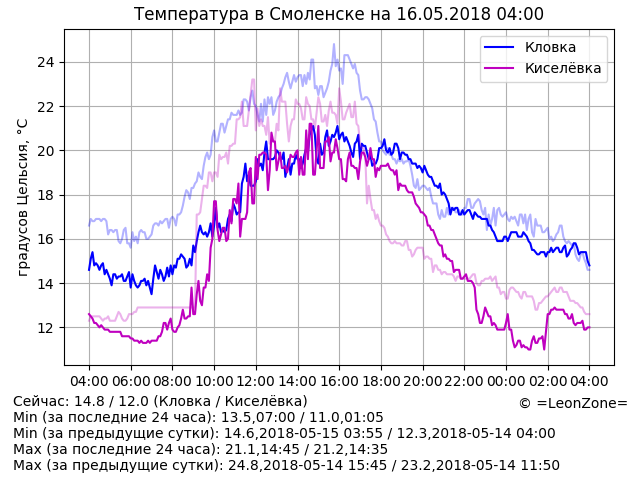 Температура в Смоленске на 16.05.2018 04:00
градусов Цельсия, °C
24
22
20
18
16
14
12
Кловка
Киселёвка
04:00 06:00 08:00 10:00 12:00 14:00 16:00 18:00 20:00 22:00 00:00 02:00 04:00
Сейчас: 14.8 / 12.0 (Кловка / Киселёвка)
© =LeonZone=
Min (за последние 24 часа): 13.5,07:00 / 11.0,01:05
Min (за предыдущие сутки): 14.6,2018-05-15 03:55 / 12.3,2018-05-14 04:00
Max (за последние 24 часа): 21.1,14:45 / 21.2,14:35
Max (за предыдущие сутки): 24.8,2018-05-14 15:45 / 23.2,2018-05-14 11:50